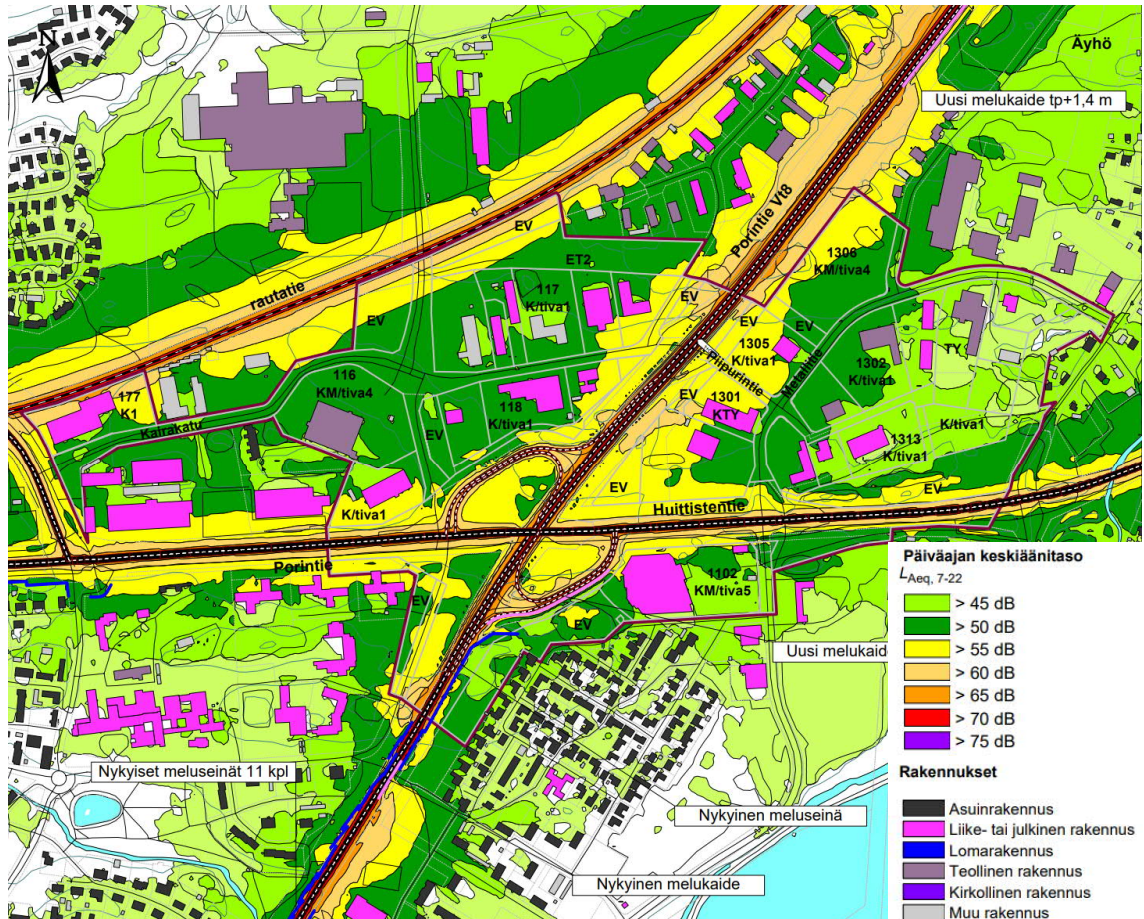 N
Äyhö
Uusi melukaide tp+1,4 m
Porintie Vt8
EV
rautatie
ET2
1306
KM/tiva4
117
K/tiva1
EV
EV
EV
EV
1305
K/tiva1
Piipurintie
Metallitie
1302
K/tiva1
TY
116
KM/tiva4
177
K1
118
K/tiva1
EV
1301
KTY
EV
Kairakatu
K/tiva1
1313
K/tiva1
K/tiva1
EV
EV
Huittistentie
Porintie
EV
1102
KM/tiva5
EV
Uusi melukaide
Nykyiset meluseinät 11 kpl
Nykyinen meluseinä
Nykyinen melukaide
Päiväajan keskiäänitaso
LAeq, 7-22
> 45 dB
> 50 dB
> 55 dB
> 60 dB
> 65 dB
> 70 dB
> 75 dB
Rakennukset
Asuinrakennus
Liike- tai julkinen rakennus
Lomarakennus
Teollinen rakennus
Kirkollinen rakennus
Muu rakennus